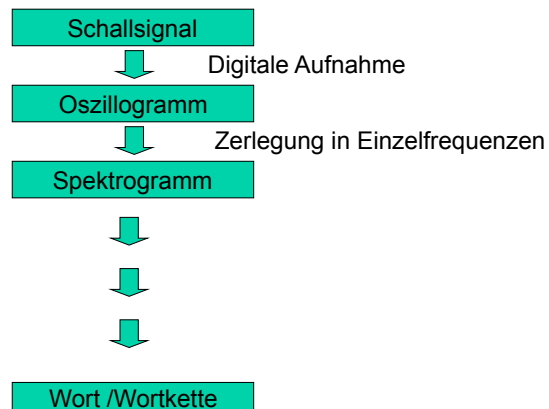 Schallsignal
Digitale Aufnahme
Oszillogramm
Zerlegung in Einzelfrequenzen
Spektrogramm
Wort /Wortkette